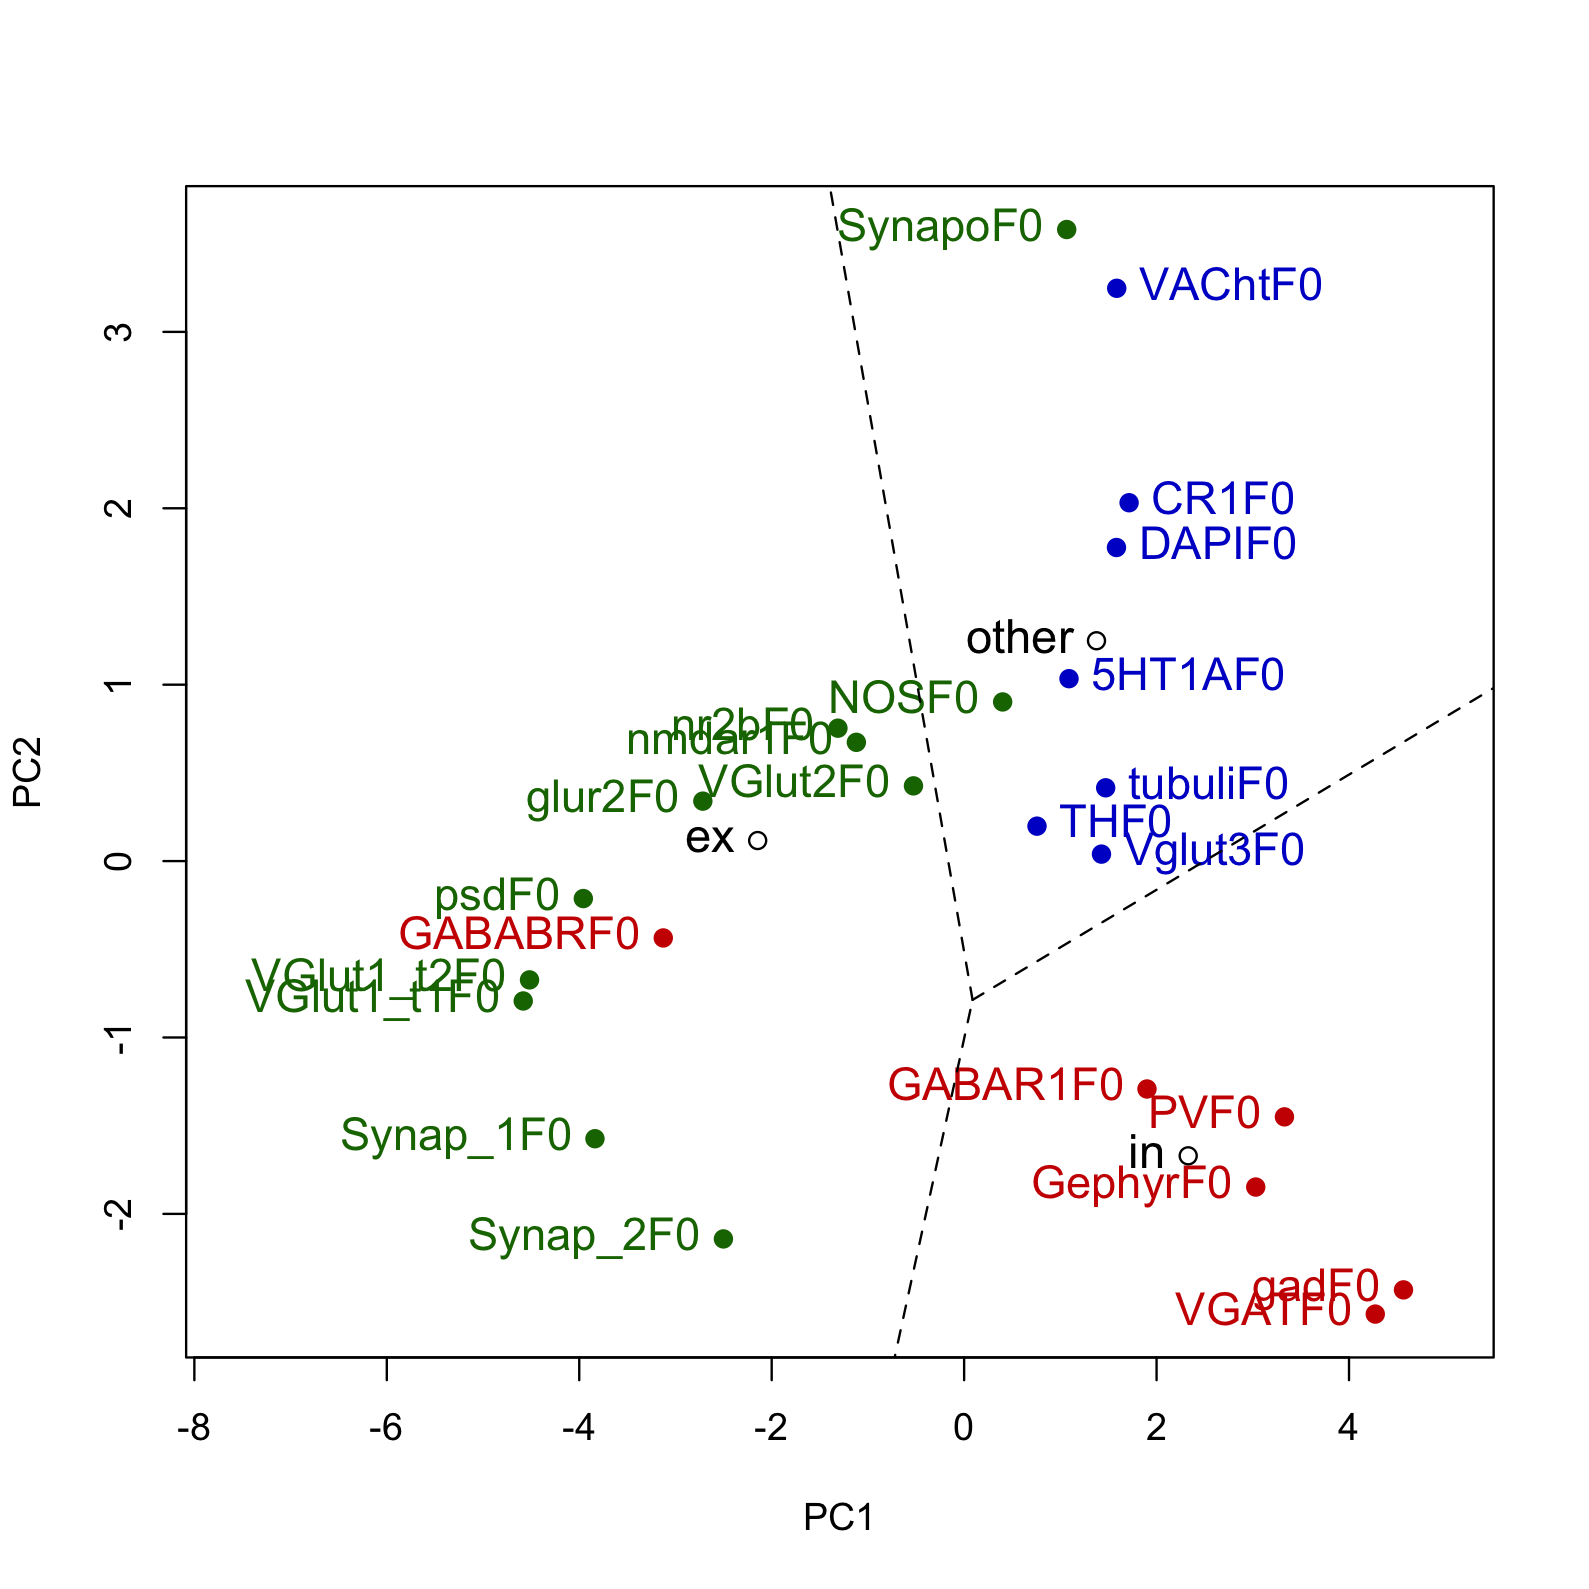 SynapoF0
VAChtF0
3
CR1F0
2
DAPIF0
other
5HT1AF0
1
NOSF0
nr2bF0
nmdar1F0
PC2
VGlut2F0
tubuliF0
glur2F0
THF0
ex
Vglut3F0
0
psdF0
GABABRF0
VGlut1_t2F0
VGlut1_t1F0
-1
GABAR1F0
PVF0
Synap_1F0
in
GephyrF0
-2
Synap_2F0
gadF0
VGATF0
-8 -6 -4 -2 0 2 4
PC1